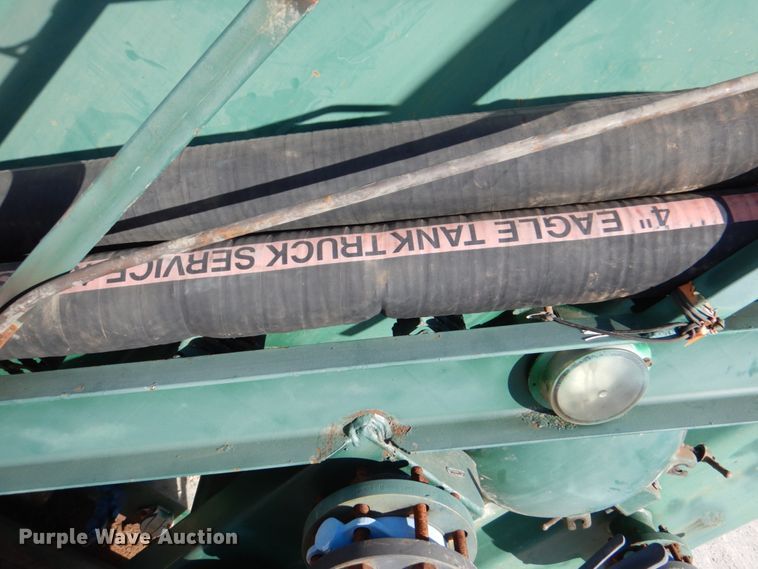 4" EAGLE TANK TRUCK SERVICE
Purple Wave Auction